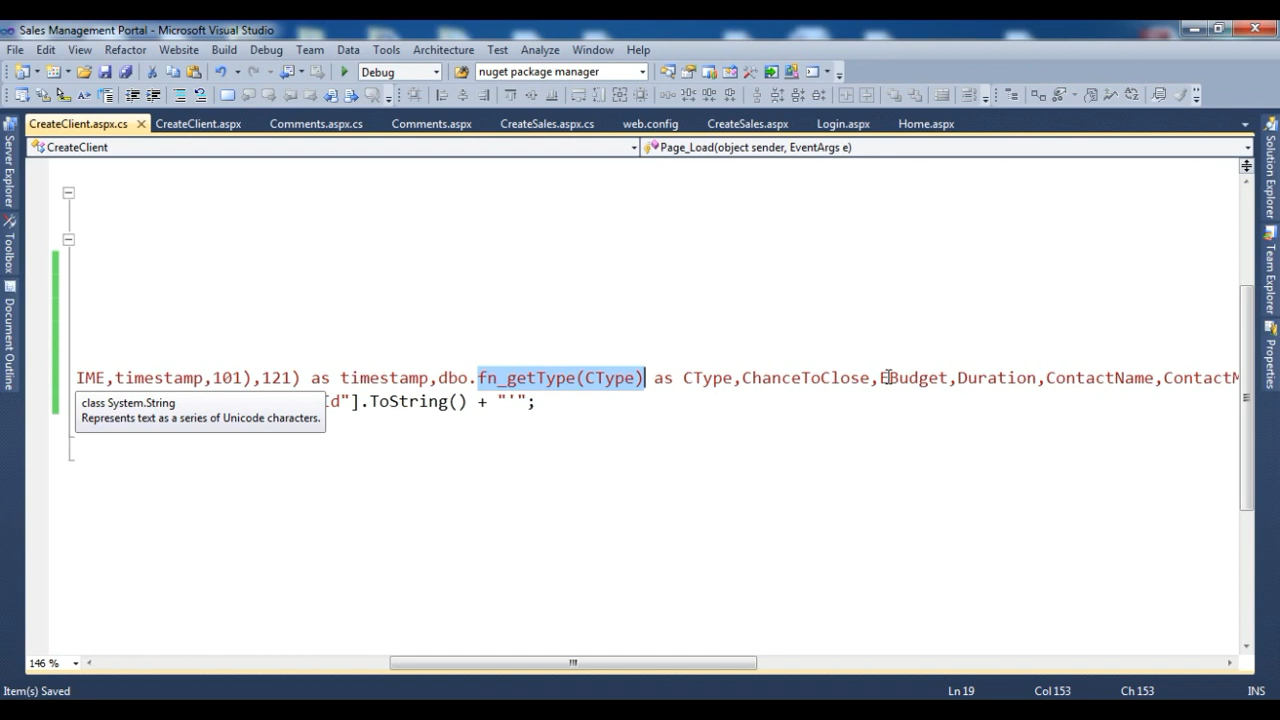 Sales Management Portal - Microsoft Visual Studio
File Edit View Refactor Website Build Debug Team Data Tools Architecture Test Analyze Window Help
Debug nuget package manager
CreateClient.aspx.cs CreateClient.aspx Comments.aspx.cs Comments.aspx CreateSales.aspx.cs web.config CreateSales.aspx Login.aspx Home.aspx
CreateClient Page_Load(object sender, EventArgs e)
Server Explorer
Toolbox
Document Outline
IME,timestamp,101),121) as timestamp,dbo.fn_getType(CType) as CType,ChanceToClose,EBudget,Duration,ContactName,ContactM
class System.String
Represents text as a series of Unicode characters.
d"].ToString() + "'";
Solution Explorer
Team Explorer
Properties
146 %
Item(s) Saved Ln 19 Col 153 Ch 153 INS